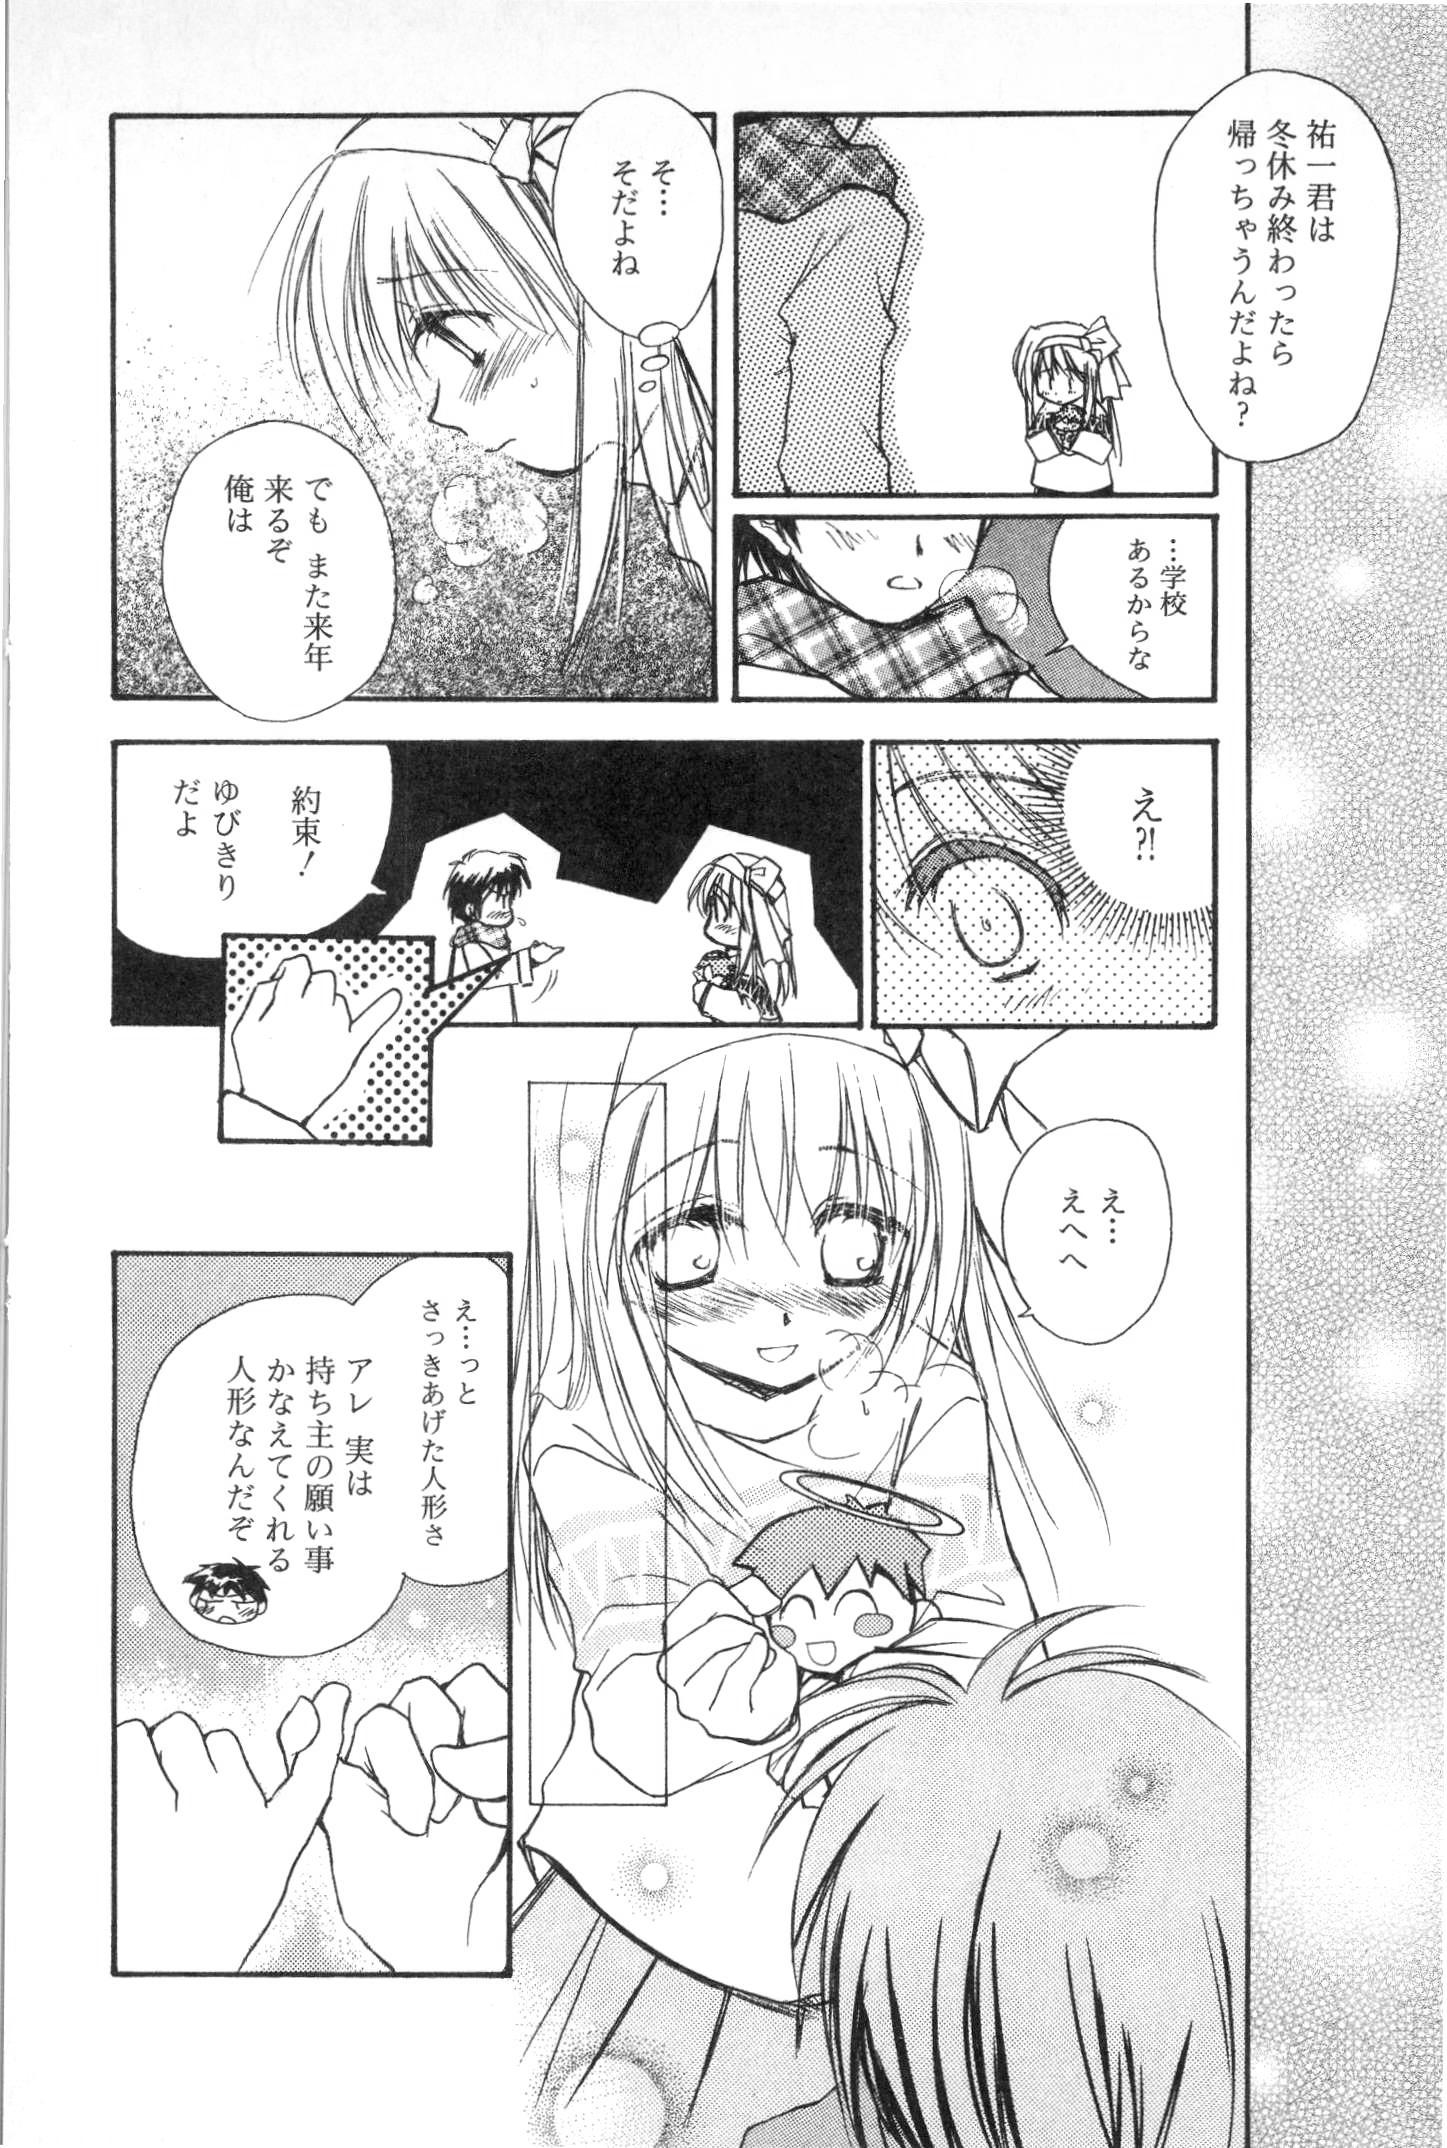 祐一君は
冬休み終わったら
帰っちゃうんだよね?
…学校
あるからな
そ…
そだよね
でも また来年
来るぞ
俺は
え?!
約束!
ゆびきり
だよ
え…
えへへ
え…っと
さっきあげた人形さ
アレ 実は
持ち主の願い事
かなえてくれる
人形なんだぞ